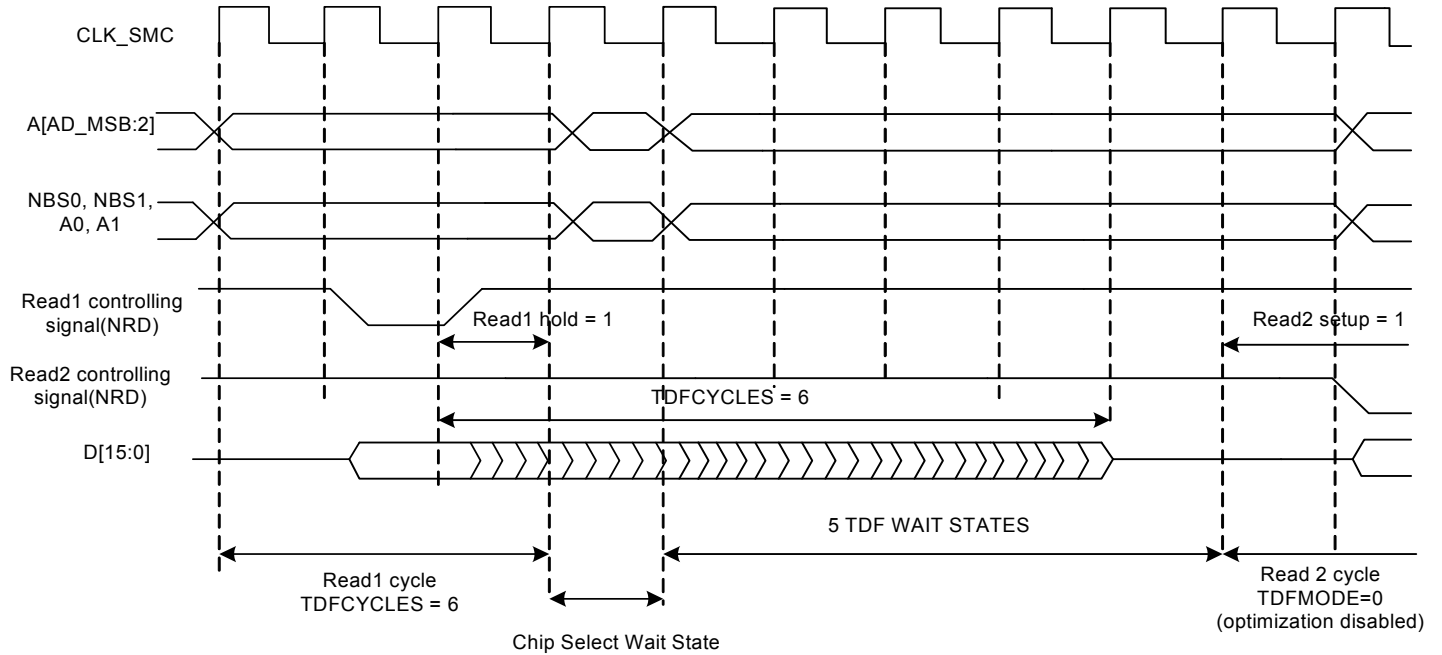 CLK_SMC
A[AD_MSB:2]
NBS0, NBS1,
A0, A1
Read1 controlling
signal(NRD)
Read1 hold = 1
Read2 setup = 1
Read2 controlling
signal(NRD)
TDFCYCLES = 6
D[15:0]
5 TDF WAIT STATES
Read1 cycle
TDFCYCLES = 6
Chip Select Wait State
Read 2 cycle
TDFMODE=0
(optimization disabled)